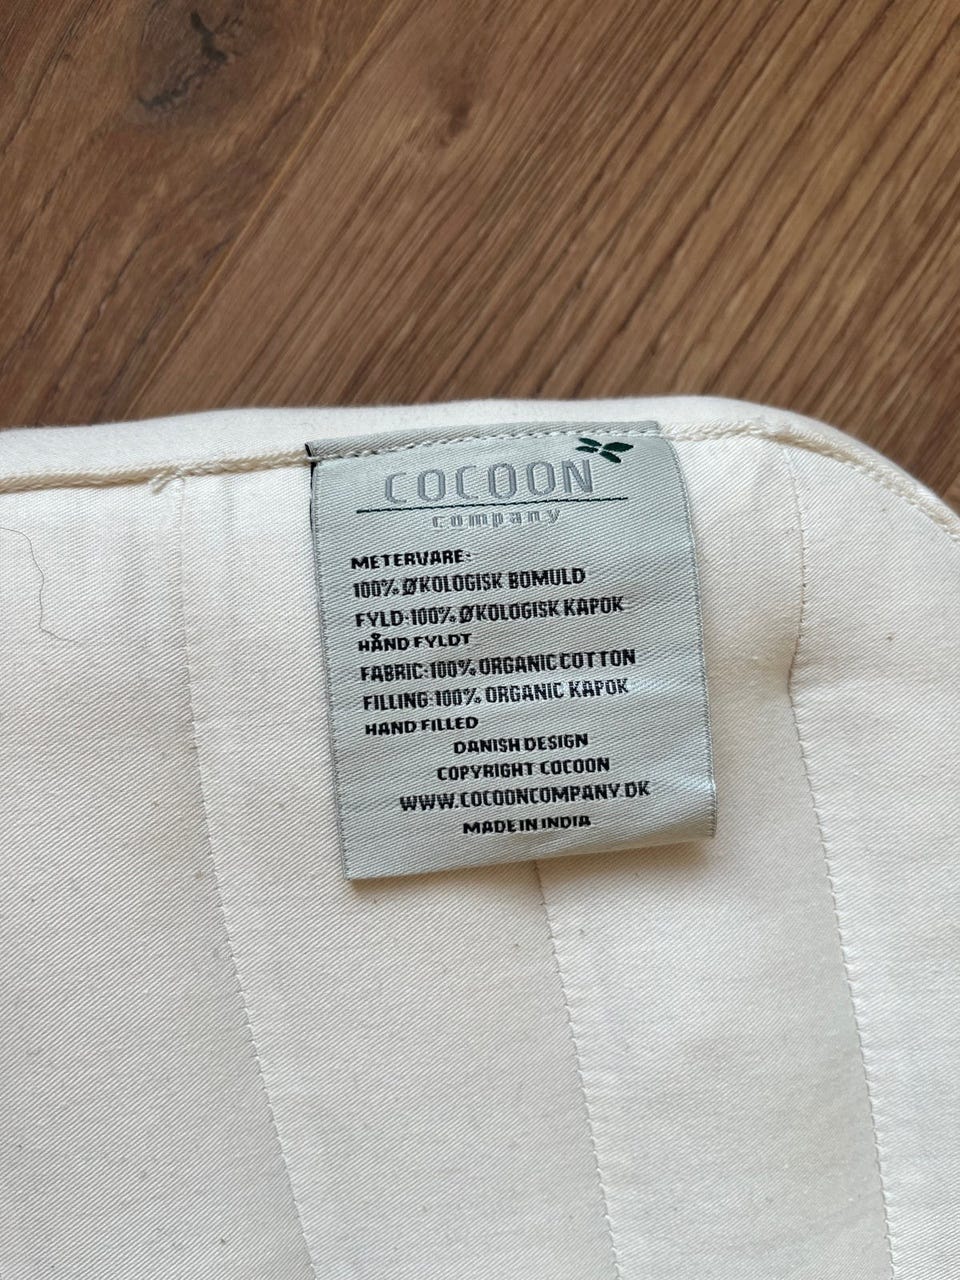 COCOON
company
METERVARE:
100% ØKOLOGISK BOMULD
FYLD:100% ØKOLOGISK KAPOK
HÅND FYLDT
FABRIC:100% ORGANIC COTTON
FILLING:100% ORGANIC KAPOK
HAND FILLED
DANISH DESIGN
COPYRIGHT COCOON
WWW.COCOONCOMPANY.DK
MADE IN INDIA